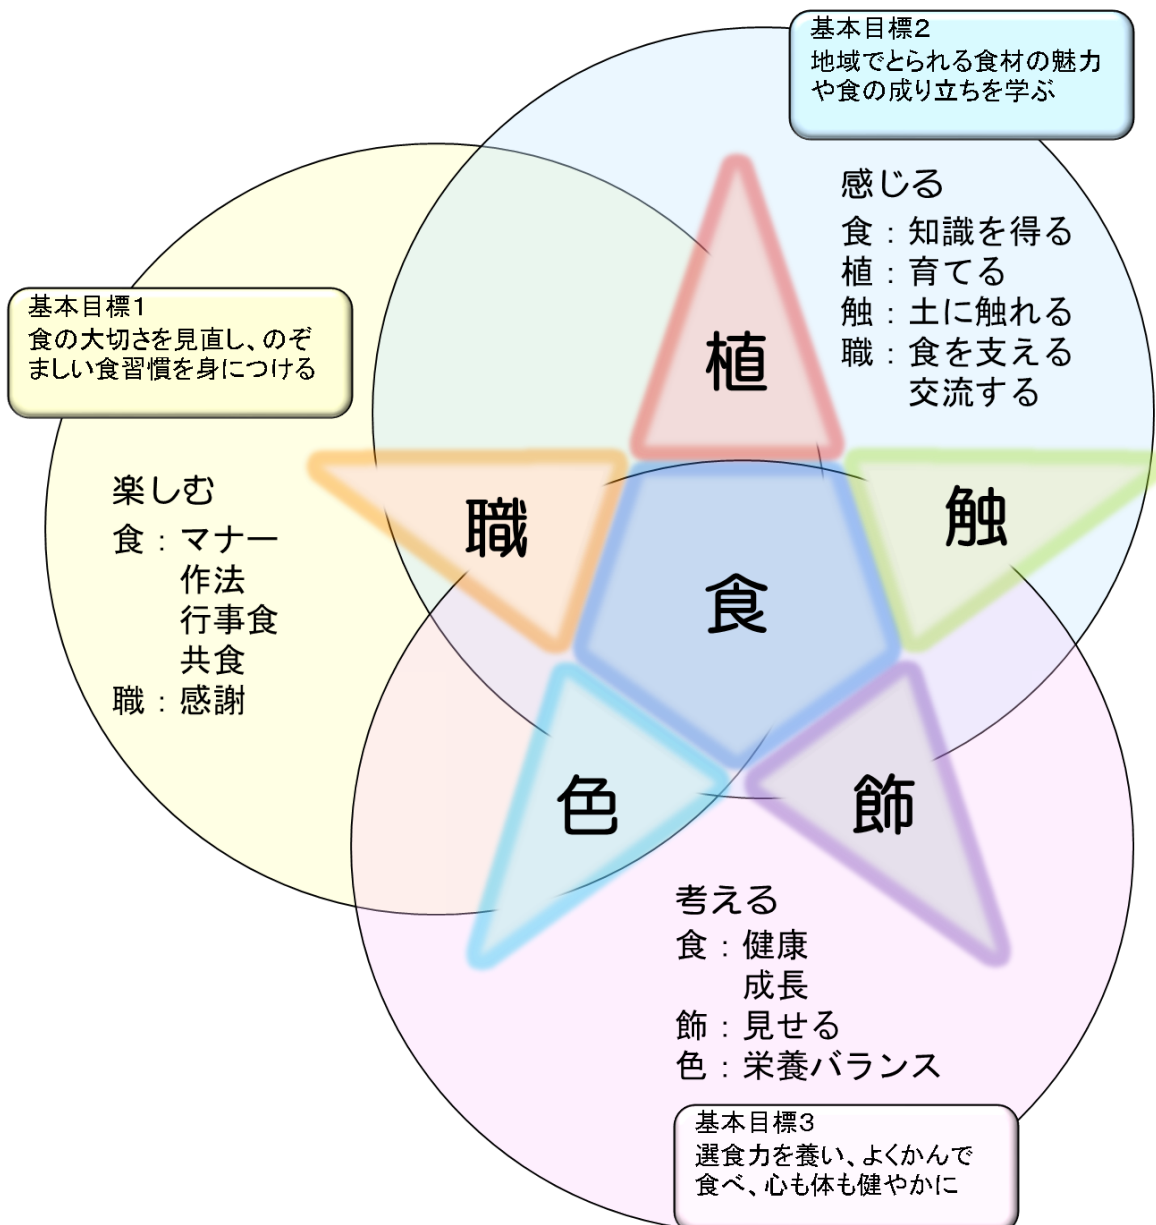 基本目標2
地域でとられる食材の魅力
や食の成り立ちを学ぶ
感じる
食：知識を得る
植：育てる
触：土に触れる
職：食を支える
交流する
基本目標1
食の大切さを見直し、のぞ
ましい食習慣を身につける
楽しむ
食：マナー
作法
行事食
共食
職：感謝
植
職
触
食
色
飾
考える
食：健康
成長
飾：見せる
色：栄養バランス
基本目標3
選食力を養い、よくかんで
食べ、心も体も健やかに